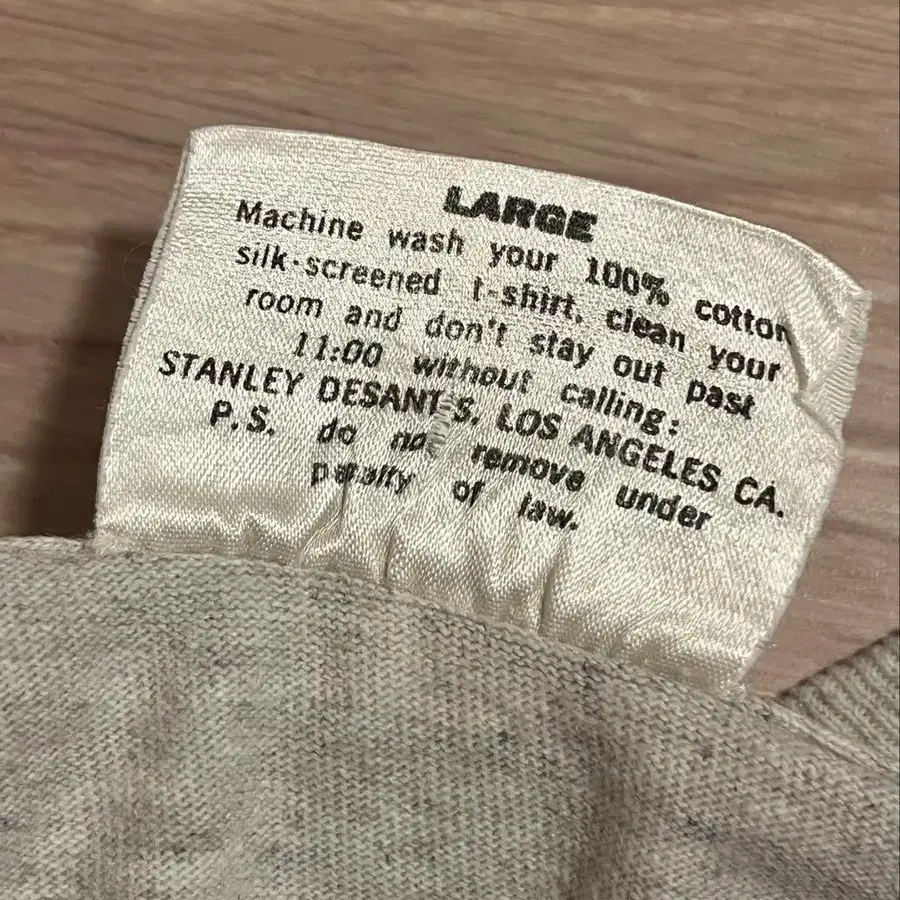 LARGE
Machine wash your 100% cotton
silk-screened t-shirt, clean your
room and don't stay out past
11:00 without calling:
STANLEY DESANTIS, LOS ANGELES CA.
P.S. do not remove under
penalty of law.